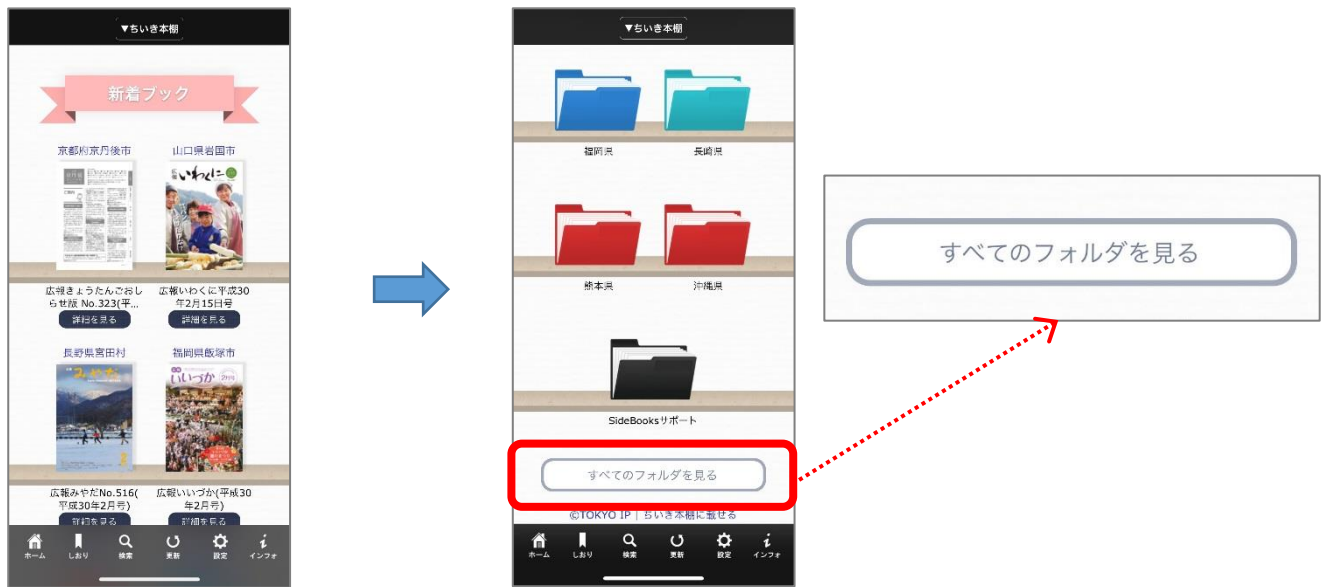 ▼ちいき本棚
新着ブック
京都府京丹後市
山口県岩国市
広報
いわくに
広報きょうたんごおし
らせ版 No.323(平...
詳細を見る
広報いわくに平成30
年2月15日号
詳細を見る
長野県宮田村
福岡県飯塚市
みやだ
いいづか
広報みやだNo.516(
平成30年2月号)
詳細を見る
広報いいづか(平成30
年2月号)
詳細を見る
ホーム
しおり
検索
更新
設定
インフォ
▼ちいき本棚
福岡県
長崎県
熊本県
沖縄県
SideBooksサポート
すべてのフォルダを見る
©TOKYO IP | ちいき本棚に載せる
ホーム
しおり
検索
更新
設定
インフォ
すべてのフォルダを見る